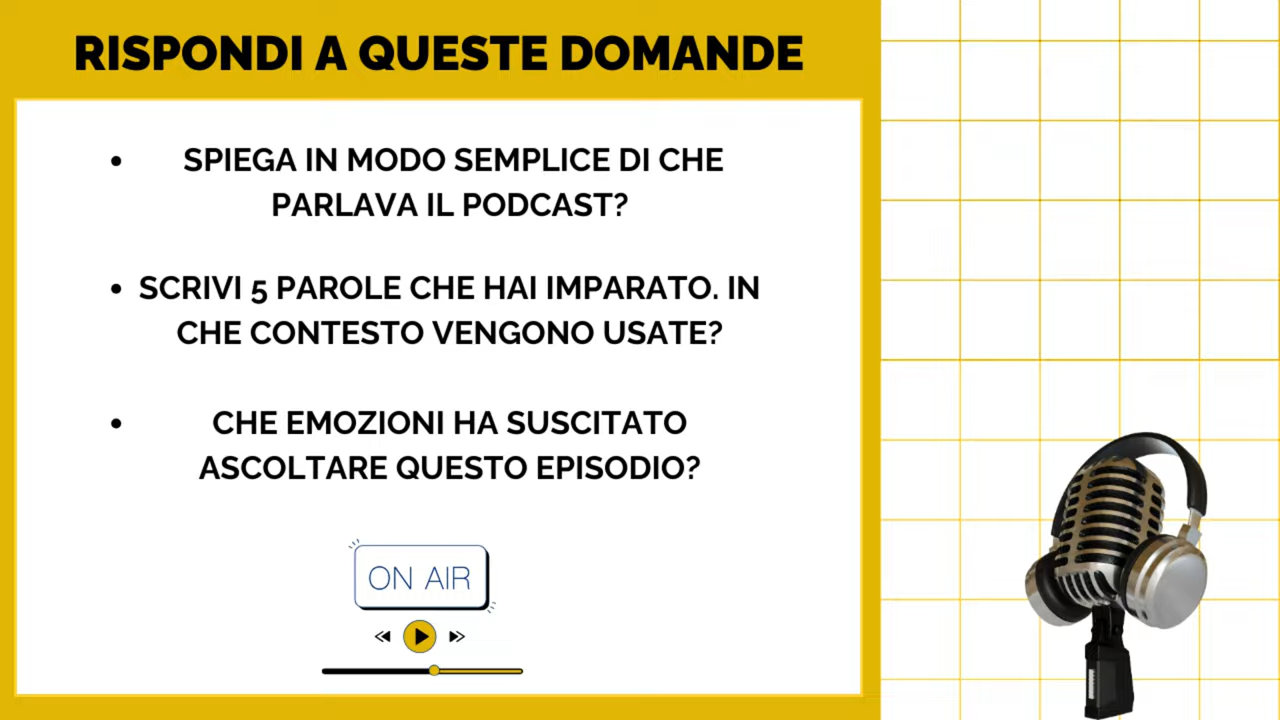 RISPONDI A QUESTE DOMANDE
• SPIEGA IN MODO SEMPLICE DI CHE
PARLAVA IL PODCAST?
• SCRIVI 5 PAROLE CHE HAI IMPARATO. IN
CHE CONTESTO VENGONO USATE?
• CHE EMOZIONI HA SUSCITATO
ASCOLTARE QUESTO EPISODIO?
ON AIR